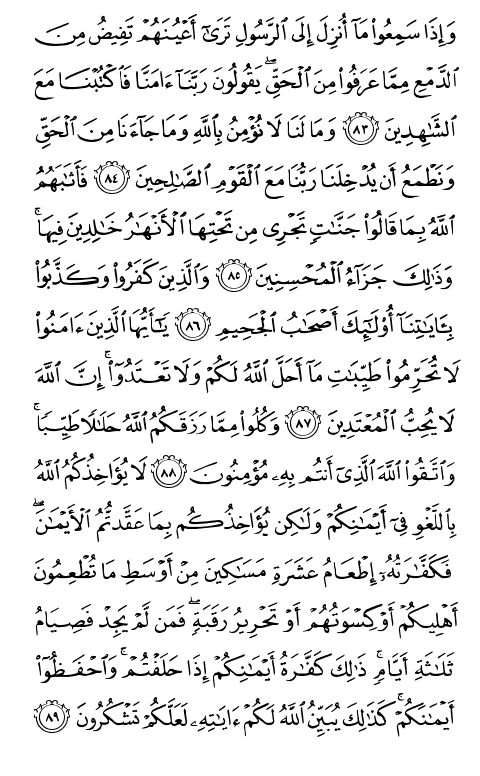 وَإِذَا سَمِعُوا۟ مَآ أُنزِلَ إِلَى ٱلرَّسُولِ تَرَىٰٓ أَعْيُنَهُمْ تَفِيضُ مِنَ
ٱلدَّمْعِ مِمَّا عَرَفُوا۟ مِنَ ٱلْحَقِّ ۖ يَقُولُونَ رَبَّنَآ ءَامَنَّا فَٱكْتُبْنَا مَعَ
ٱلشَّـٰهِدِينَ ٨٣ وَمَا لَنَا لَا نُؤْمِنُ بِٱللَّهِ وَمَا جَآءَنَا مِنَ ٱلْحَقِّ
وَنَطْمَعُ أَن يُدْخِلَنَا رَبُّنَا مَعَ ٱلْقَوْمِ ٱلصَّـٰلِحِينَ ٨٤ فَأَثَـٰبَهُمُ
ٱللَّهُ بِمَا قَالُوا۟ جَنَّـٰتٍ تَجْرِى مِن تَحْتِهَا ٱلْأَنْهَـٰرُ خَـٰلِدِينَ فِيهَا ۚ
وَذَٰلِكَ جَزَآءُ ٱلْمُحْسِنِينَ ٨٥ وَٱلَّذِينَ كَفَرُوا۟ وَكَذَّبُوا۟
بِـَٔايَـٰتِنَآ أُو۟لَـٰٓئِكَ أَصْحَـٰبُ ٱلْجَحِيمِ ٨٦ يَـٰٓأَيُّهَا ٱلَّذِينَ ءَامَنُوا۟
لَا تُحَرِّمُوا۟ طَيِّبَـٰتِ مَآ أَحَلَّ ٱللَّهُ لَكُمْ وَلَا تَعْتَدُوٓا۟ ۚ إِنَّ ٱللَّهَ
لَا يُحِبُّ ٱلْمُعْتَدِينَ ٨٧ وَكُلُوا۟ مِمَّا رَزَقَكُمُ ٱللَّهُ حَلَـٰلًا طَيِّبًا ۚ
وَٱتَّقُوا۟ ٱللَّهَ ٱلَّذِىٓ أَنتُم بِهِۦ مُؤْمِنُونَ ٨٨ لَا يُؤَاخِذُكُمُ ٱللَّهُ
بِٱللَّغْوِ فِىٓ أَيْمَـٰنِكُمْ وَلَـٰكِن يُؤَاخِذُكُم بِمَا عَقَّدتُّمُ ٱلْأَيْمَـٰنَ ۖ
فَكَفَّـٰرَتُهُۥٓ إِطْعَامُ عَشَرَةِ مَسَـٰكِينَ مِنْ أَوْسَطِ مَا تُطْعِمُونَ
أَهْلِيكُمْ أَوْ كِسْوَتُهُمْ أَوْ تَحْرِيرُ رَقَبَةٍ ۖ فَمَن لَّمْ يَجِدْ فَصِيَامُ
ثَلَـٰثَةِ أَيَّامٍ ۚ ذَٰلِكَ كَفَّـٰرَةُ أَيْمَـٰنِكُمْ إِذَا حَلَفْتُمْ ۚ وَٱحْفَظُوٓا۟
أَيْمَـٰنَكُمْ ۚ كَذَٰلِكَ يُبَيِّنُ ٱللَّهُ لَكُمْ ءَايَـٰتِهِۦ لَعَلَّكُمْ تَشْكُرُونَ ٨٩